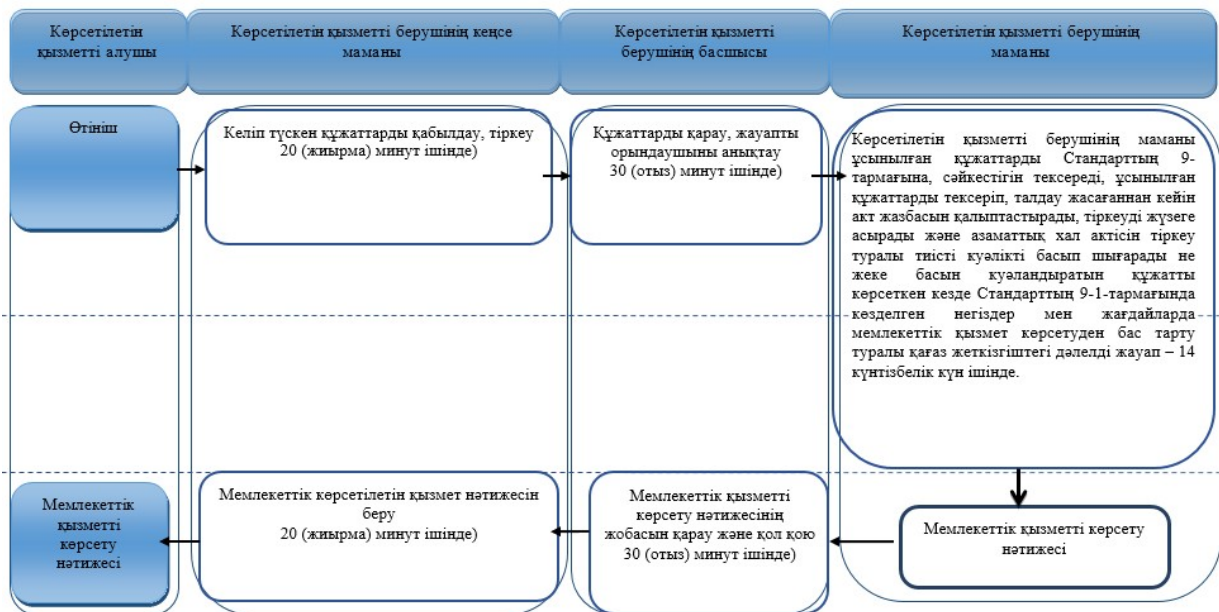 Көрсетілетін
қызметті алушы
Көрсетілетін қызметті берушінің кеңсе
маманы
Көрсетілетін қызметті
берушінің басшысы
Көрсетілетін қызметті берушінің
маманы
Өтініш
Келіп түскен құжаттарды қабылдау, тіркеу
20 (жиырма) минут ішінде)
Құжаттарды қарау, жауапты
орындаушыны анықтау
30 (отыз) минут ішінде)
Көрсетілетін қызметті берушінің маманы
ұсынылған құжаттарды Стандарттың 9-
тармағына, сәйкестігін тексереді, ұсынылған
құжаттарды тексеріп, талдау жасағаннан кейін
акт жазбасын қалыптастырады, тіркеуді жүзеге
асырады және азаматтық хал актісін тіркеу
туралы тиісті куәлікті басып шығарады не
жеке басын куәландыратын құжатты
көрсеткен кезде Стандарттың 9-1-тармағында
көзделген негіздер мен жағдайларда
мемлекеттік қызмет көрсетуден бас тарту
туралы қағаз жеткізгіштегі дәлелді жауап – 14
күнтізбелік күн ішінде.
Мемлекеттік
қызметті
көрсету
нәтижесі
Мемлекеттік көрсетілетін қызмет нәтижесін
беру
20 (жиырма) минут ішінде)
Мемлекеттік қызметті
көрсету нәтижесінің
жобасын қарау және қол қою
30 (отыз) минут ішінде)
Мемлекеттік қызметті көрсету
нәтижесі